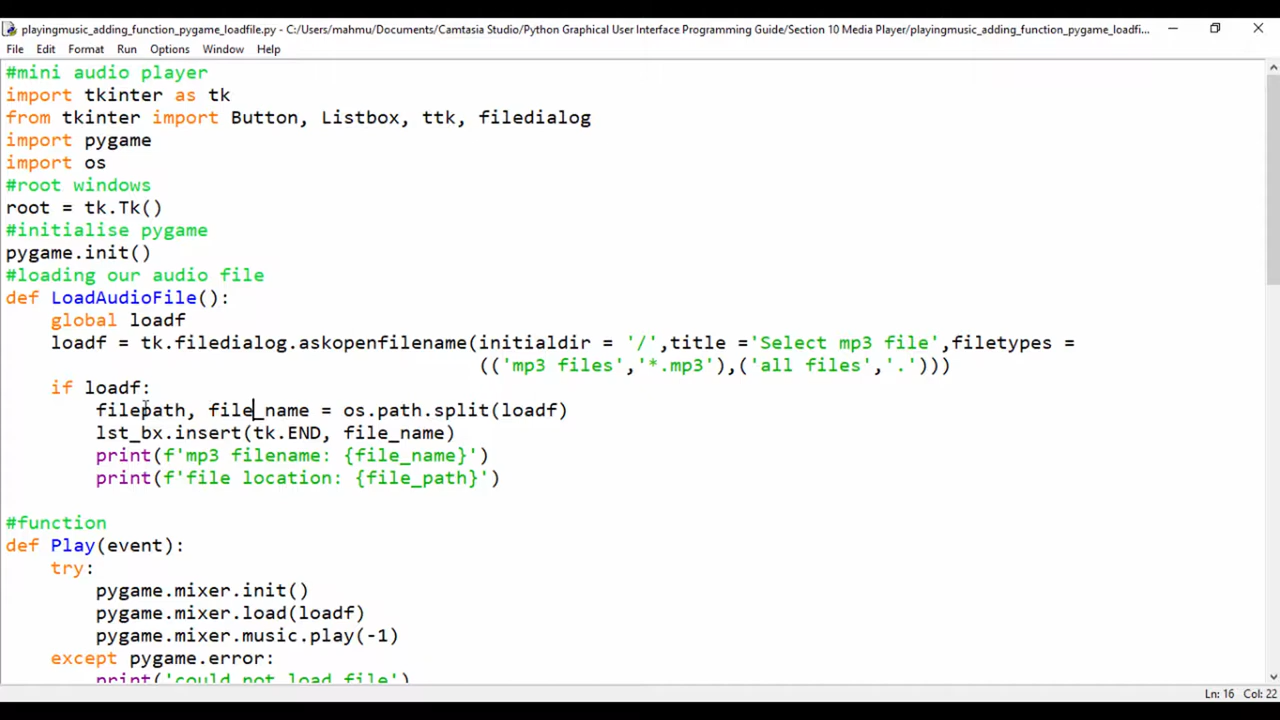 playingmusic_adding_function_pygame_loadfile.py - C:/Users/mahmu/Documents/Camtasia Studio/Python Graphical User Interface Programming Guide/Section 10 Media Player/playingmusic_adding_function_pygame_loadfi...
File Edit Format Run Options Window Help
#mini audio player
import tkinter as tk
from tkinter import Button, Listbox, ttk, filedialog
import pygame
import os
#root windows
root = tk.Tk()
#initialise pygame
pygame.init()
#loading our audio file
def LoadAudioFile():
    global loadf
    loadf = tk.filedialog.askopenfilename(initialdir = '/',title ='Select mp3 file',filetypes =
                                          (('mp3 files','*.mp3'),('all files','.')))
    if loadf:
        filepath, file_name = os.path.split(loadf)
        lst_bx.insert(tk.END, file_name)
        print(f'mp3 filename: {file_name}')
        print(f'file location: {file_path}')
#function
def Play(event):
    try:
        pygame.mixer.init()
        pygame.mixer.load(loadf)
        pygame.mixer.music.play(-1)
    except pygame.error:
        print('could not load file')
Ln: 16 Col: 22